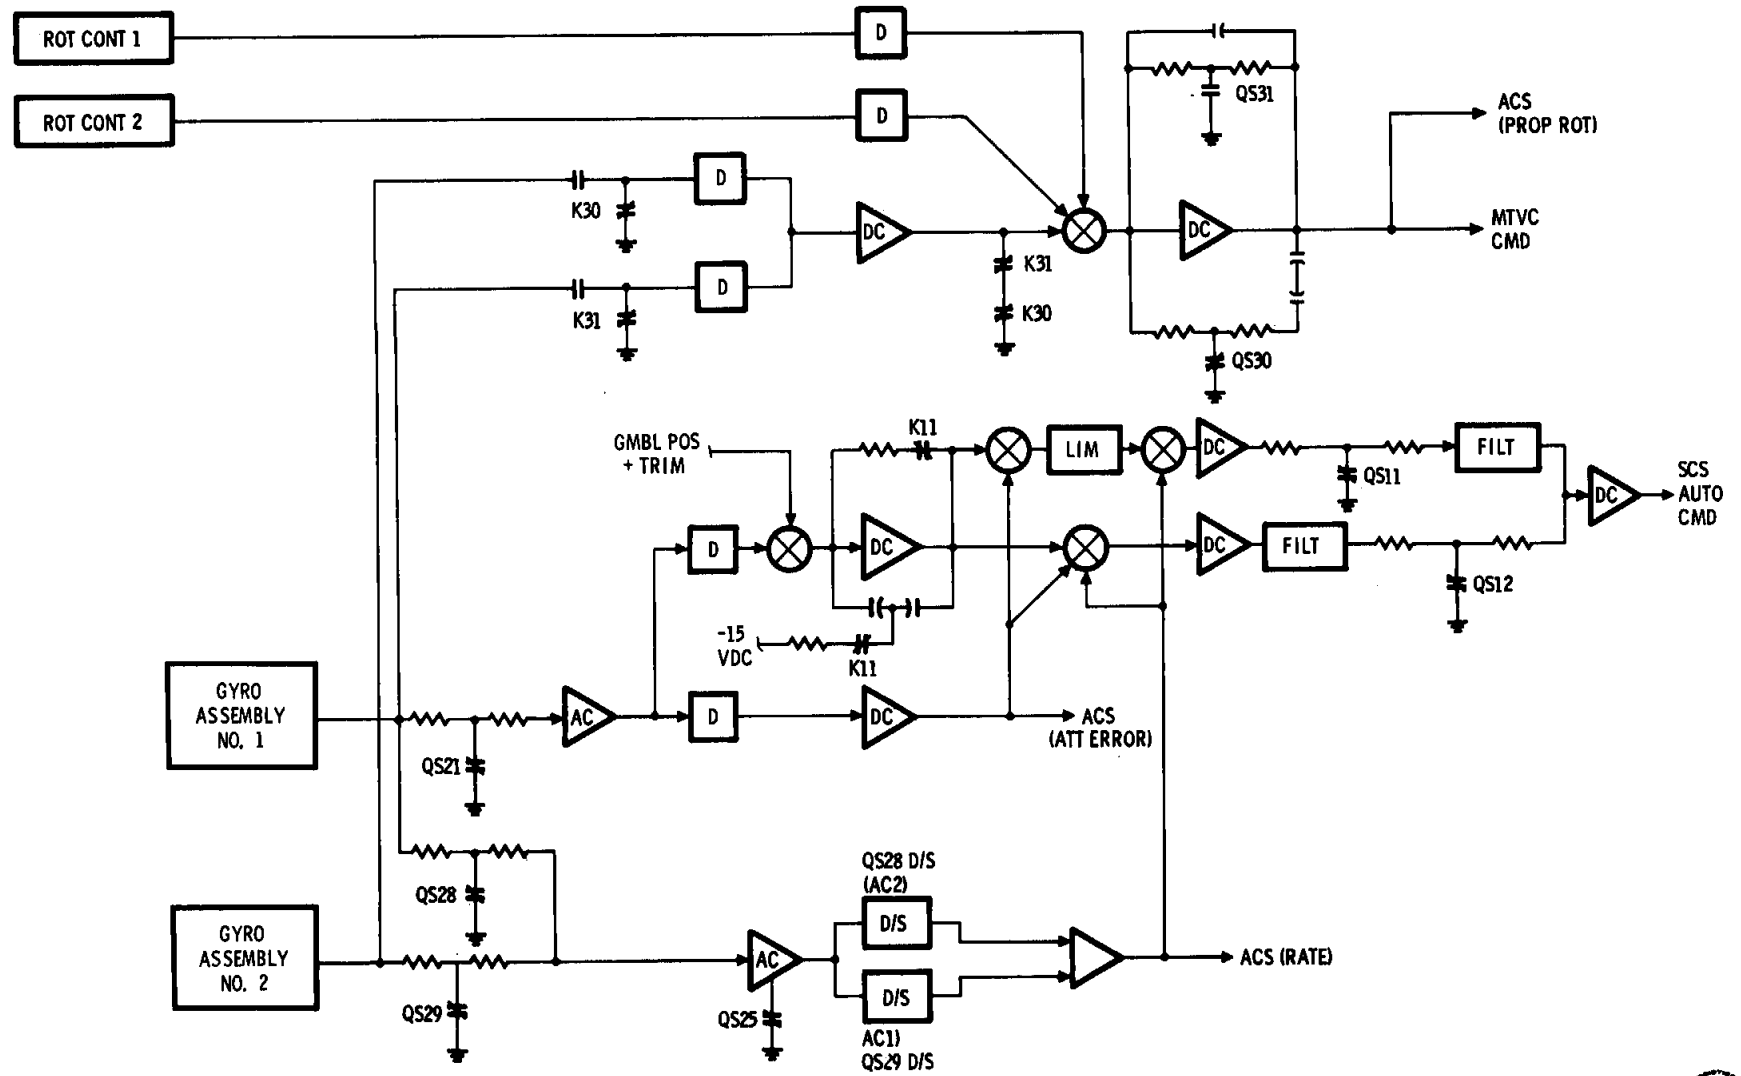 ROT CONT 1
D
ROT CONT 2
D
QS31
ACS
(PROP ROT)
K30
D
DC
K31
D
K31
K30
DC
MTVC
CMD
QS30
GMBL POS
+ TRIM
K11
LIM
DC
QS11
FILT
DC
SCS
AUTO
CMD
D
DC
DC
FILT
QS12
-15
VDC
K11
GYRO
ASSEMBLY
NO. 1
QS21
AC
D
DC
ACS
(ATT ERROR)
QS28
GYRO
ASSEMBLY
NO. 2
QS29
AC
QS25
QS28 D/S
(AC2)
D/S
D/S
AC1)
QS29 D/S
ACS (RATE)